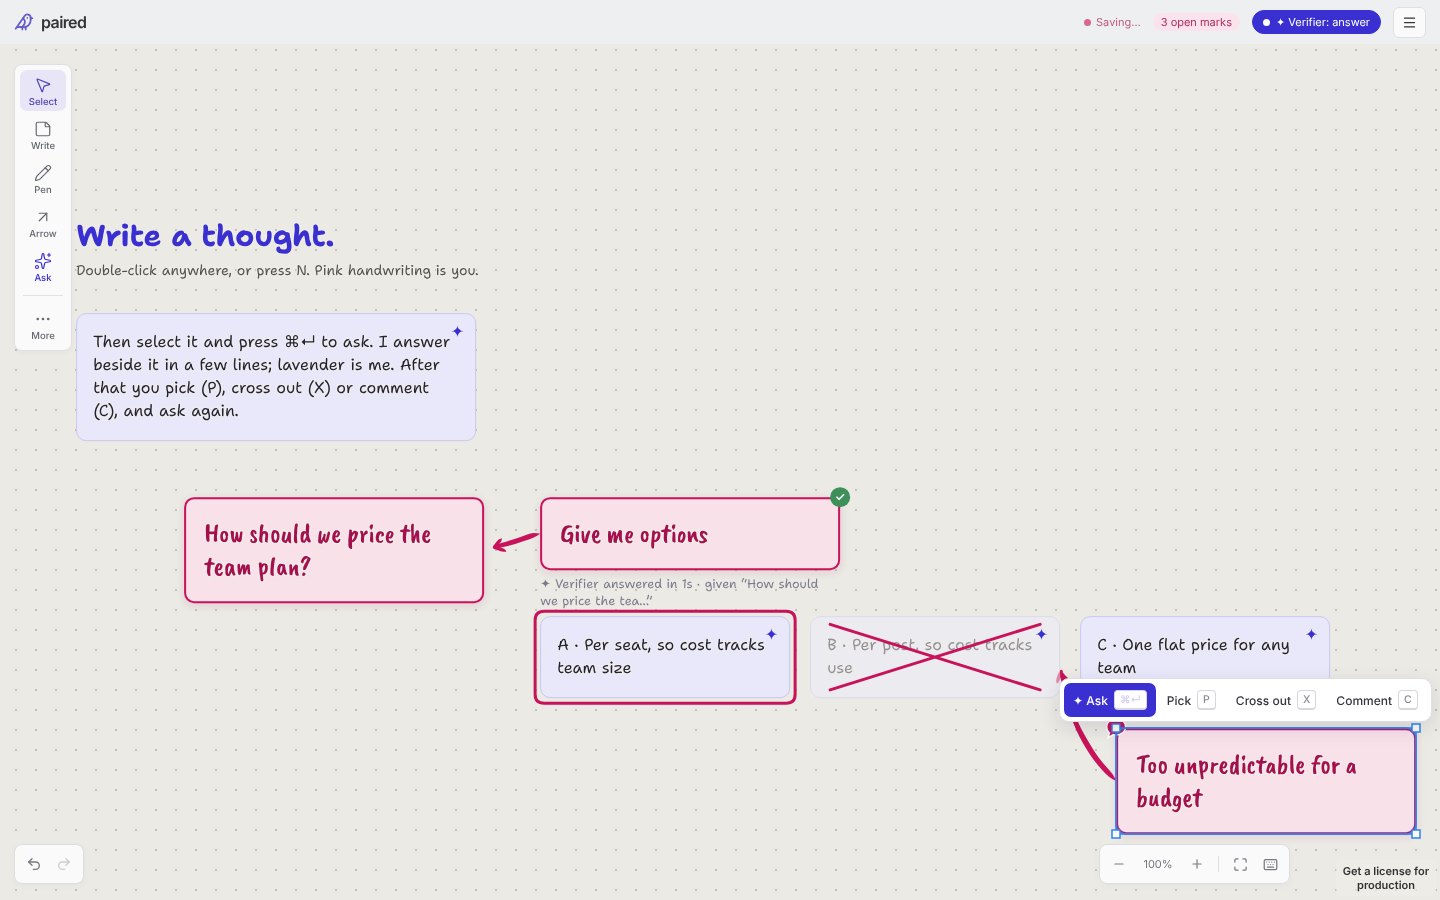 paired
Saving...
3 open marks
✦ Verifier: answer
Select
Write
Pen
Arrow
Ask
More
Write a thought.
Double-click anywhere, or press N. Pink handwriting is you.
Then select it and press ⌘↵ to ask. I answer
beside it in a few lines; lavender is me. After
that you pick (P), cross out (X) or comment
(C), and ask again.
How should we price the
team plan?
Give me options
✦ Verifier answered in 1s · given “How should
we price the tea…”
A · Per seat, so cost tracks
team size
B · Per post, so cost tracks
use
C · One flat price for any
team
✦ Ask ⌘↵
Pick P
Cross out X
Comment C
Too unpredictable for a
budget
100%
Get a license for
production